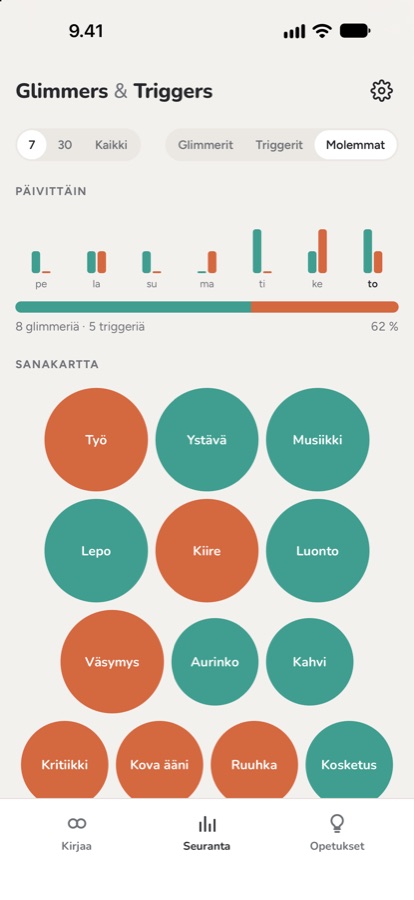 9.41
Glimmers & Triggers
7 30 Kaikki Glimmerit Triggerit Molemmat
PÄIVITTÄIN
pe la su ma ti ke to
8 glimmeriä · 5 triggeriä 62 %
SANAKARTTA
Työ Ystävä Musiikki
Lepo Kiire Luonto
Väsymys Aurinko Kahvi
Kritiikki Kova ääni Ruuhka Kosketus
Kirjaa Seuranta Opetukset